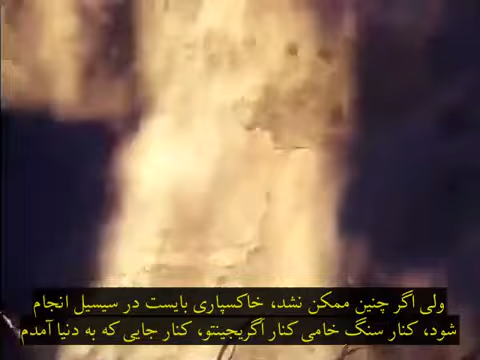 ولی اگر چنین ممکن نشد، خاکسپاری بایست در سیسیل انجام
شود، کنار سنگ خامی کنار آگریجینتو، کنار جایی که به دنیا آمدم